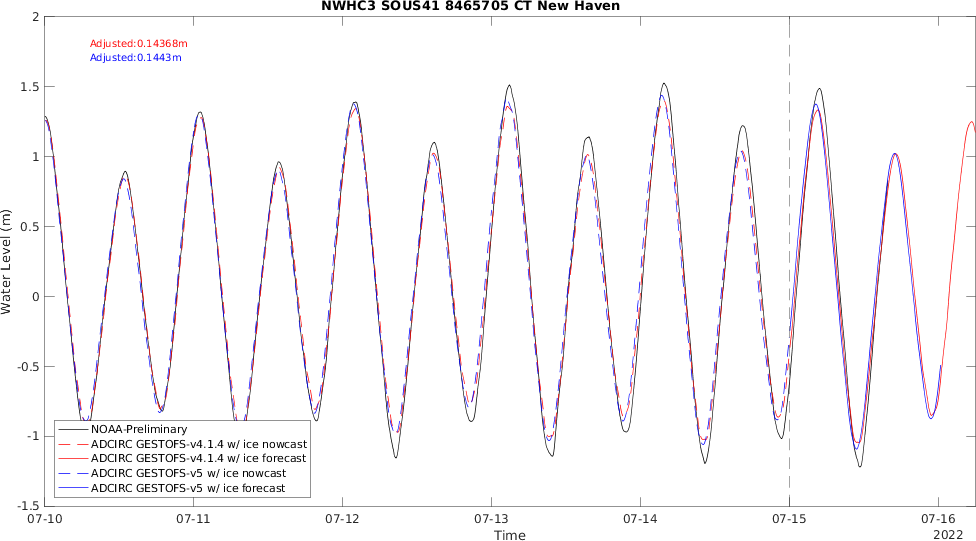 NWHC3 SOUS41 8465705 CT New Haven
2
Adjusted:0.14368m
Adjusted:0.1443m
1.5
1
0.5
0
-0.5
-1
-1.5
Water Level (m)
NOAA-Preliminary
ADCIRC GESTOFS-v4.1.4 w/ ice nowcast
ADCIRC GESTOFS-v4.1.4 w/ ice forecast
ADCIRC GESTOFS-v5 w/ ice nowcast
ADCIRC GESTOFS-v5 w/ ice forecast
07-10 07-11 07-12 07-13 07-14 07-15 07-16
Time
2022